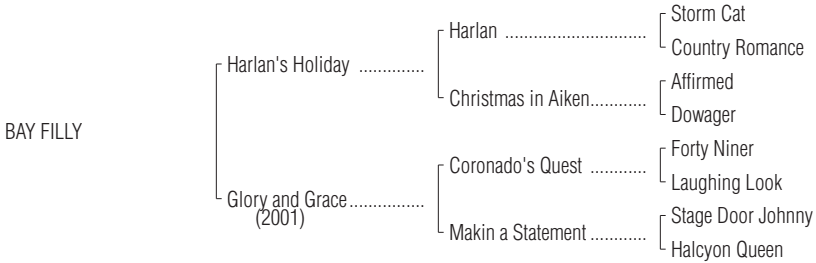 Storm Cat
Harlan ..............................
Country Romance
Harlan's Holiday ..............
Affirmed
Christmas in Aiken............
Dowager
BAY FILLY
Forty Niner
Coronado's Quest ............
Laughing Look
Glory and Grace................
(2001)
Stage Door Johnny
Makin a Statement............
Halcyon Queen